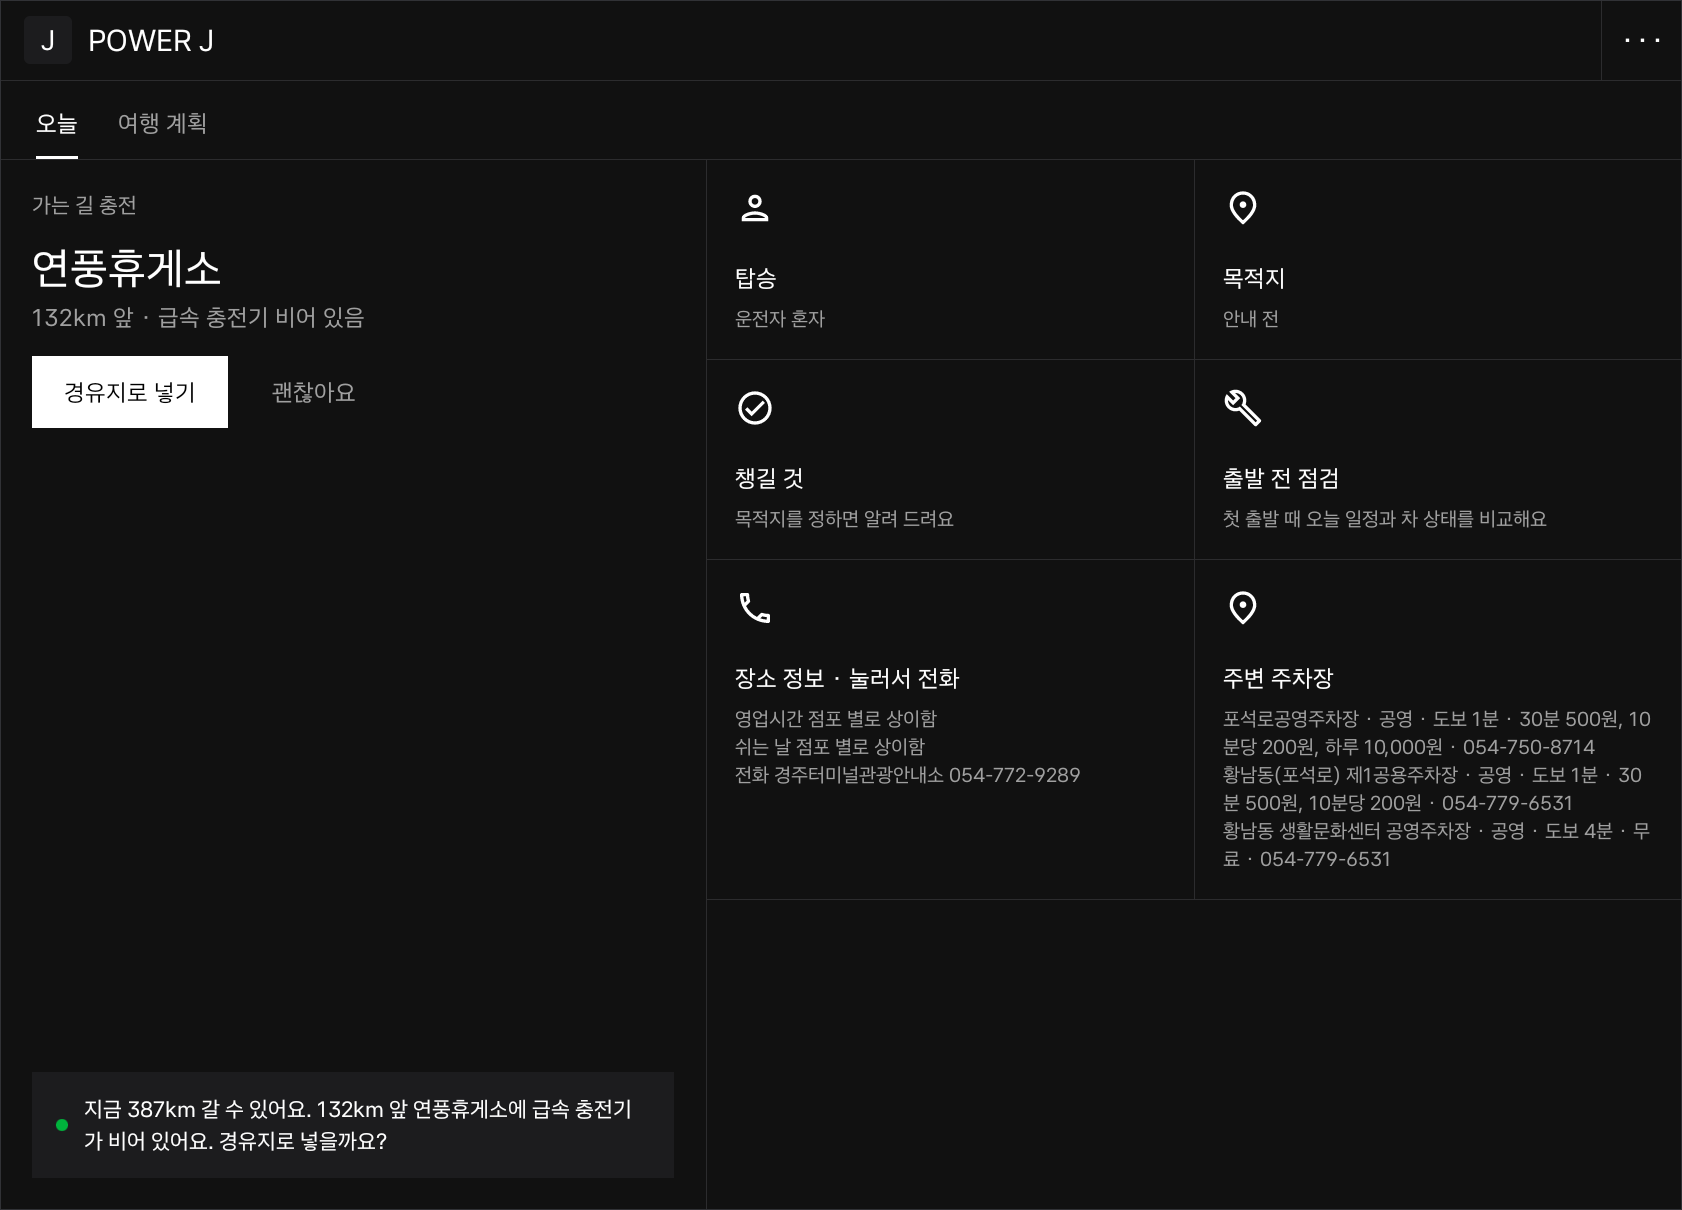 J POWER J ···
오늘 여행 계획
가는 길 충전
연풍휴게소
132km 앞 · 급속 충전기 비어 있음
경유지로 넣기 괜찮아요
지금 387km 갈 수 있어요. 132km 앞 연풍휴게소에 급속 충전기
가 비어 있어요. 경유지로 넣을까요?
탑승
운전자 혼자
목적지
안내 전
챙길 것
목적지를 정하면 알려 드려요
출발 전 점검
첫 출발 때 오늘 일정과 차 상태를 비교해요
장소 정보 · 눌러서 전화
영업시간 점포 별로 상이함
쉬는 날 점포 별로 상이함
전화 경주터미널관광안내소 054-772-9289
주변 주차장
포석로공영주차장 · 공영 · 도보 1분 · 30분 500원, 10
분당 200원, 하루 10,000원 · 054-750-8714
황남동(포석로) 제1공용주차장 · 공영 · 도보 1분 · 30
분 500원, 10분당 200원 · 054-779-6531
황남동 생활문화센터 공영주차장 · 공영 · 도보 4분 · 무
료 · 054-779-6531